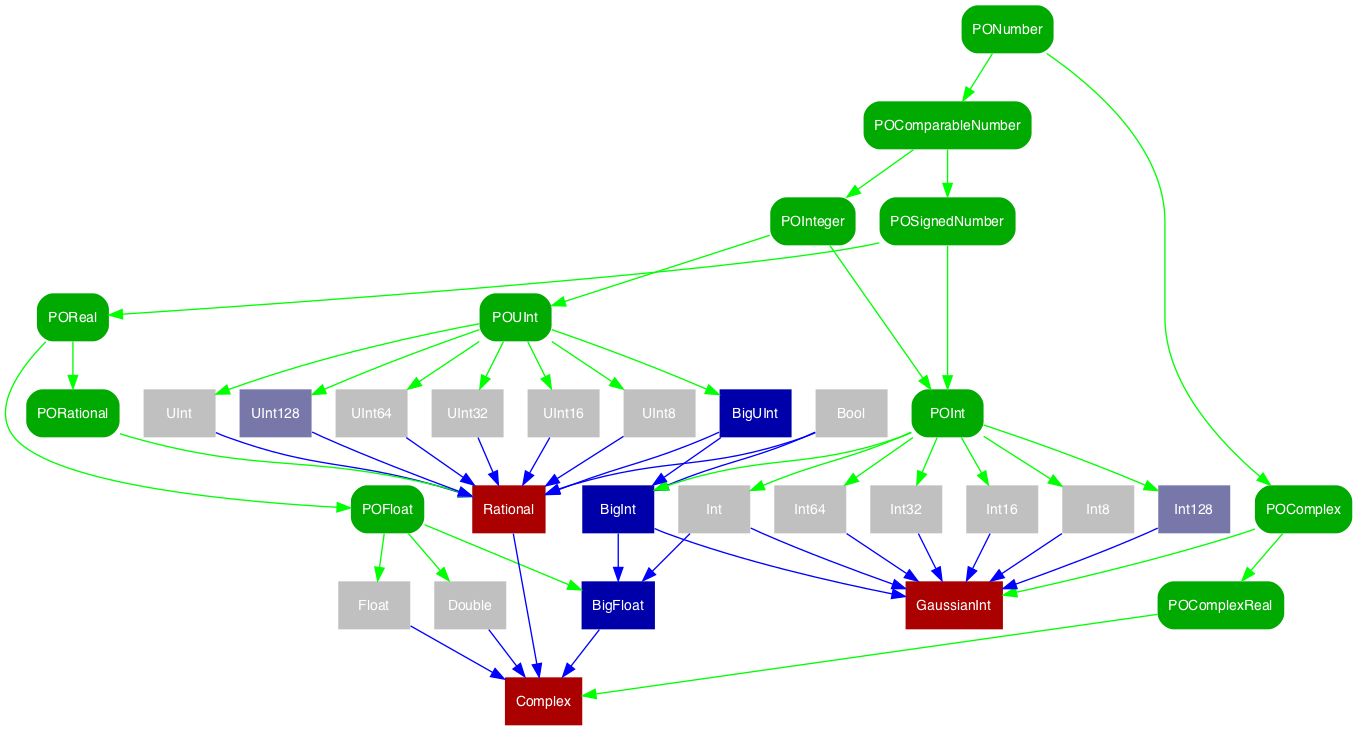 PONumber
POComparableNumber
POInteger
POSignedNumber
POReal
POUInt
PORational
UInt
UInt128
UInt64
UInt32
UInt16
UInt8
BigUInt
Bool
POInt
POFloat
Rational
BigInt
Int
Int64
Int32
Int16
Int8
Int128
POComplex
Float
Double
BigFloat
GaussianInt
POComplexReal
Complex